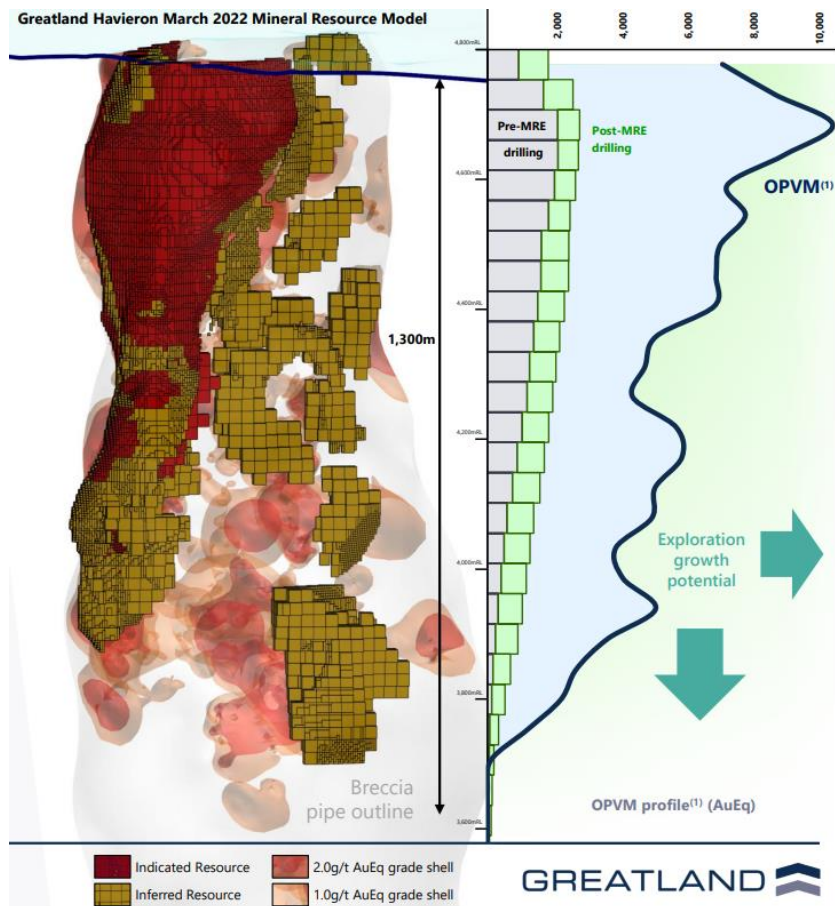 Greatland Havieron March 2022 Mineral Resource Model
2,000
4,000
6,000
8,000
10,000
4,800mRL
Pre-MRE
drilling
Post-MRE
drilling
OPVM(1)
4,600mRL
4,400mRL
1,300m
4,200mRL
Exploration
growth
potential
4,000mRL
3,800mRL
Breccia
pipe outline
OPVM profile(1) (AuEq)
3,600mRL
Indicated Resource
2.0g/t AuEq grade shell
Inferred Resource
1.0g/t AuEq grade shell
GREATLAND